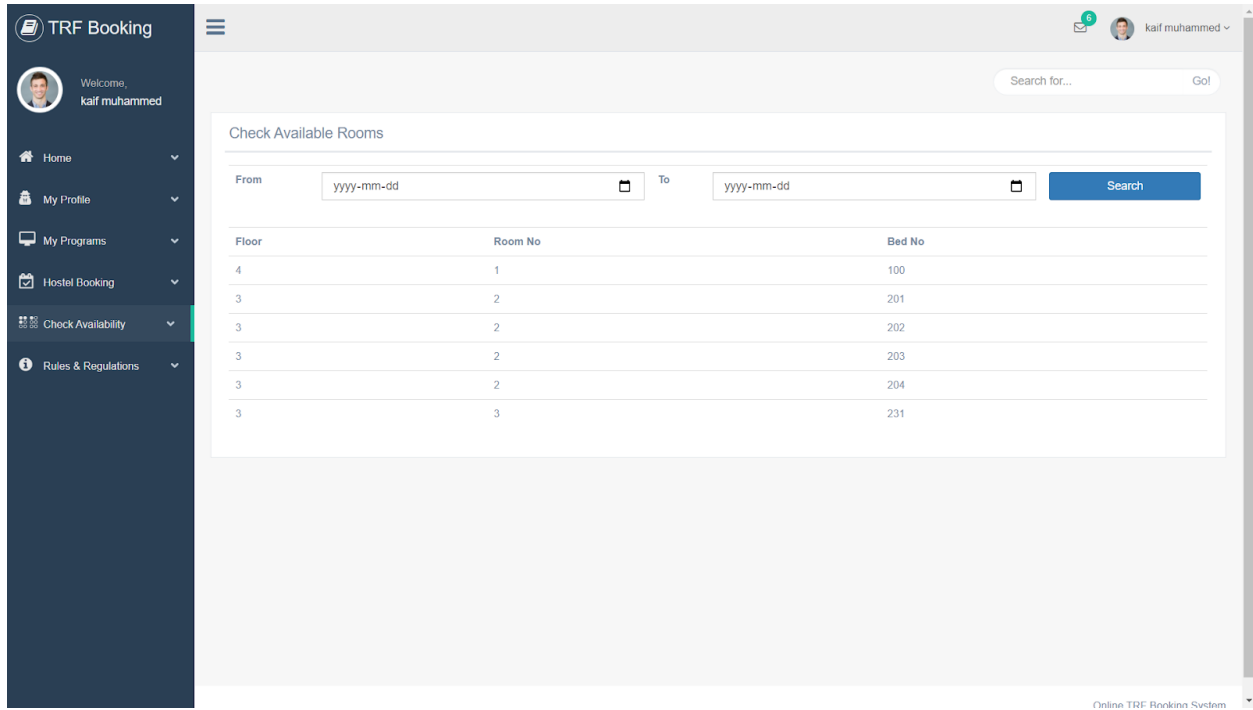 TRF Booking
6
kaif muhammed
Welcome,
kaif muhammed
Home
My Profile
My Programs
Hostel Booking
Check Availability
Rules & Regulations
Search for... Go!
Check Available Rooms
From yyyy-mm-dd To yyyy-mm-dd Search
Floor Room No Bed No
4 1 100
3 2 201
3 2 202
3 2 203
3 2 204
3 3 231
Online TRF Booking System